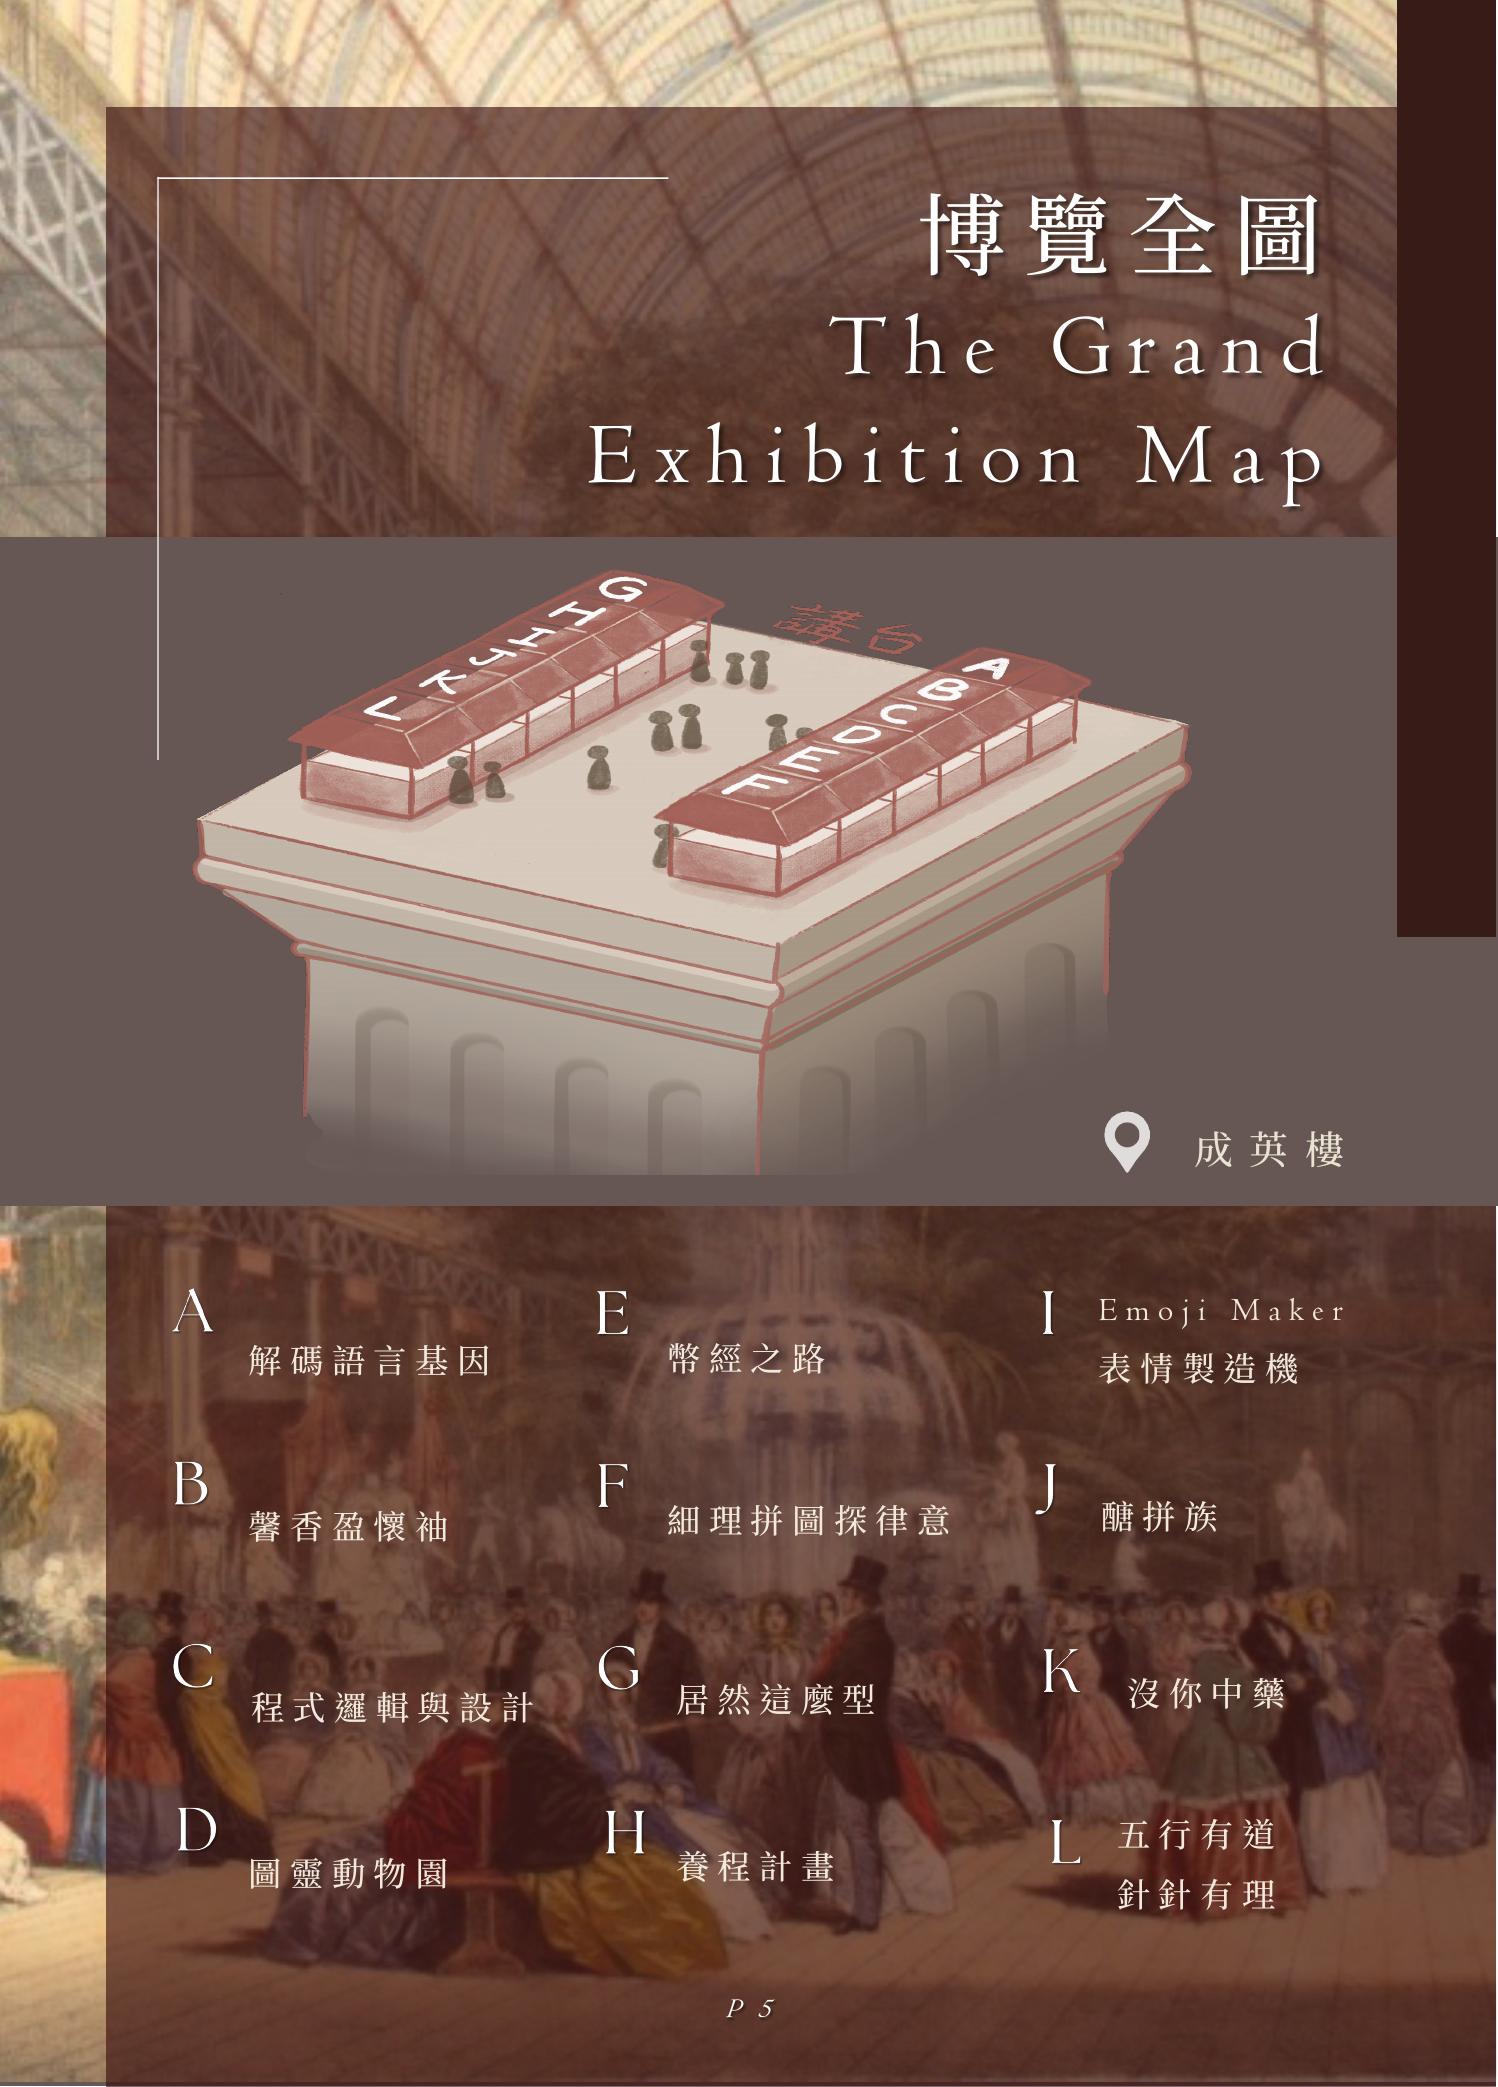 博覽全圖
The Grand
Exhibition Map
G
H
I
J
K
L
講台
A
B
C
D
E
F
成英樓
A
解碼語言基因
B
馨香盈懷袖
C
程式邏輯與設計
D
圖靈動物園
E
幣經之路
F
細理拼圖探律意
G
居然這麼型
H
養程計畫
I
Emoji Maker
表情製造機
J
醣拼族
K
沒你中藥
L
五行有道
針針有理
P 5